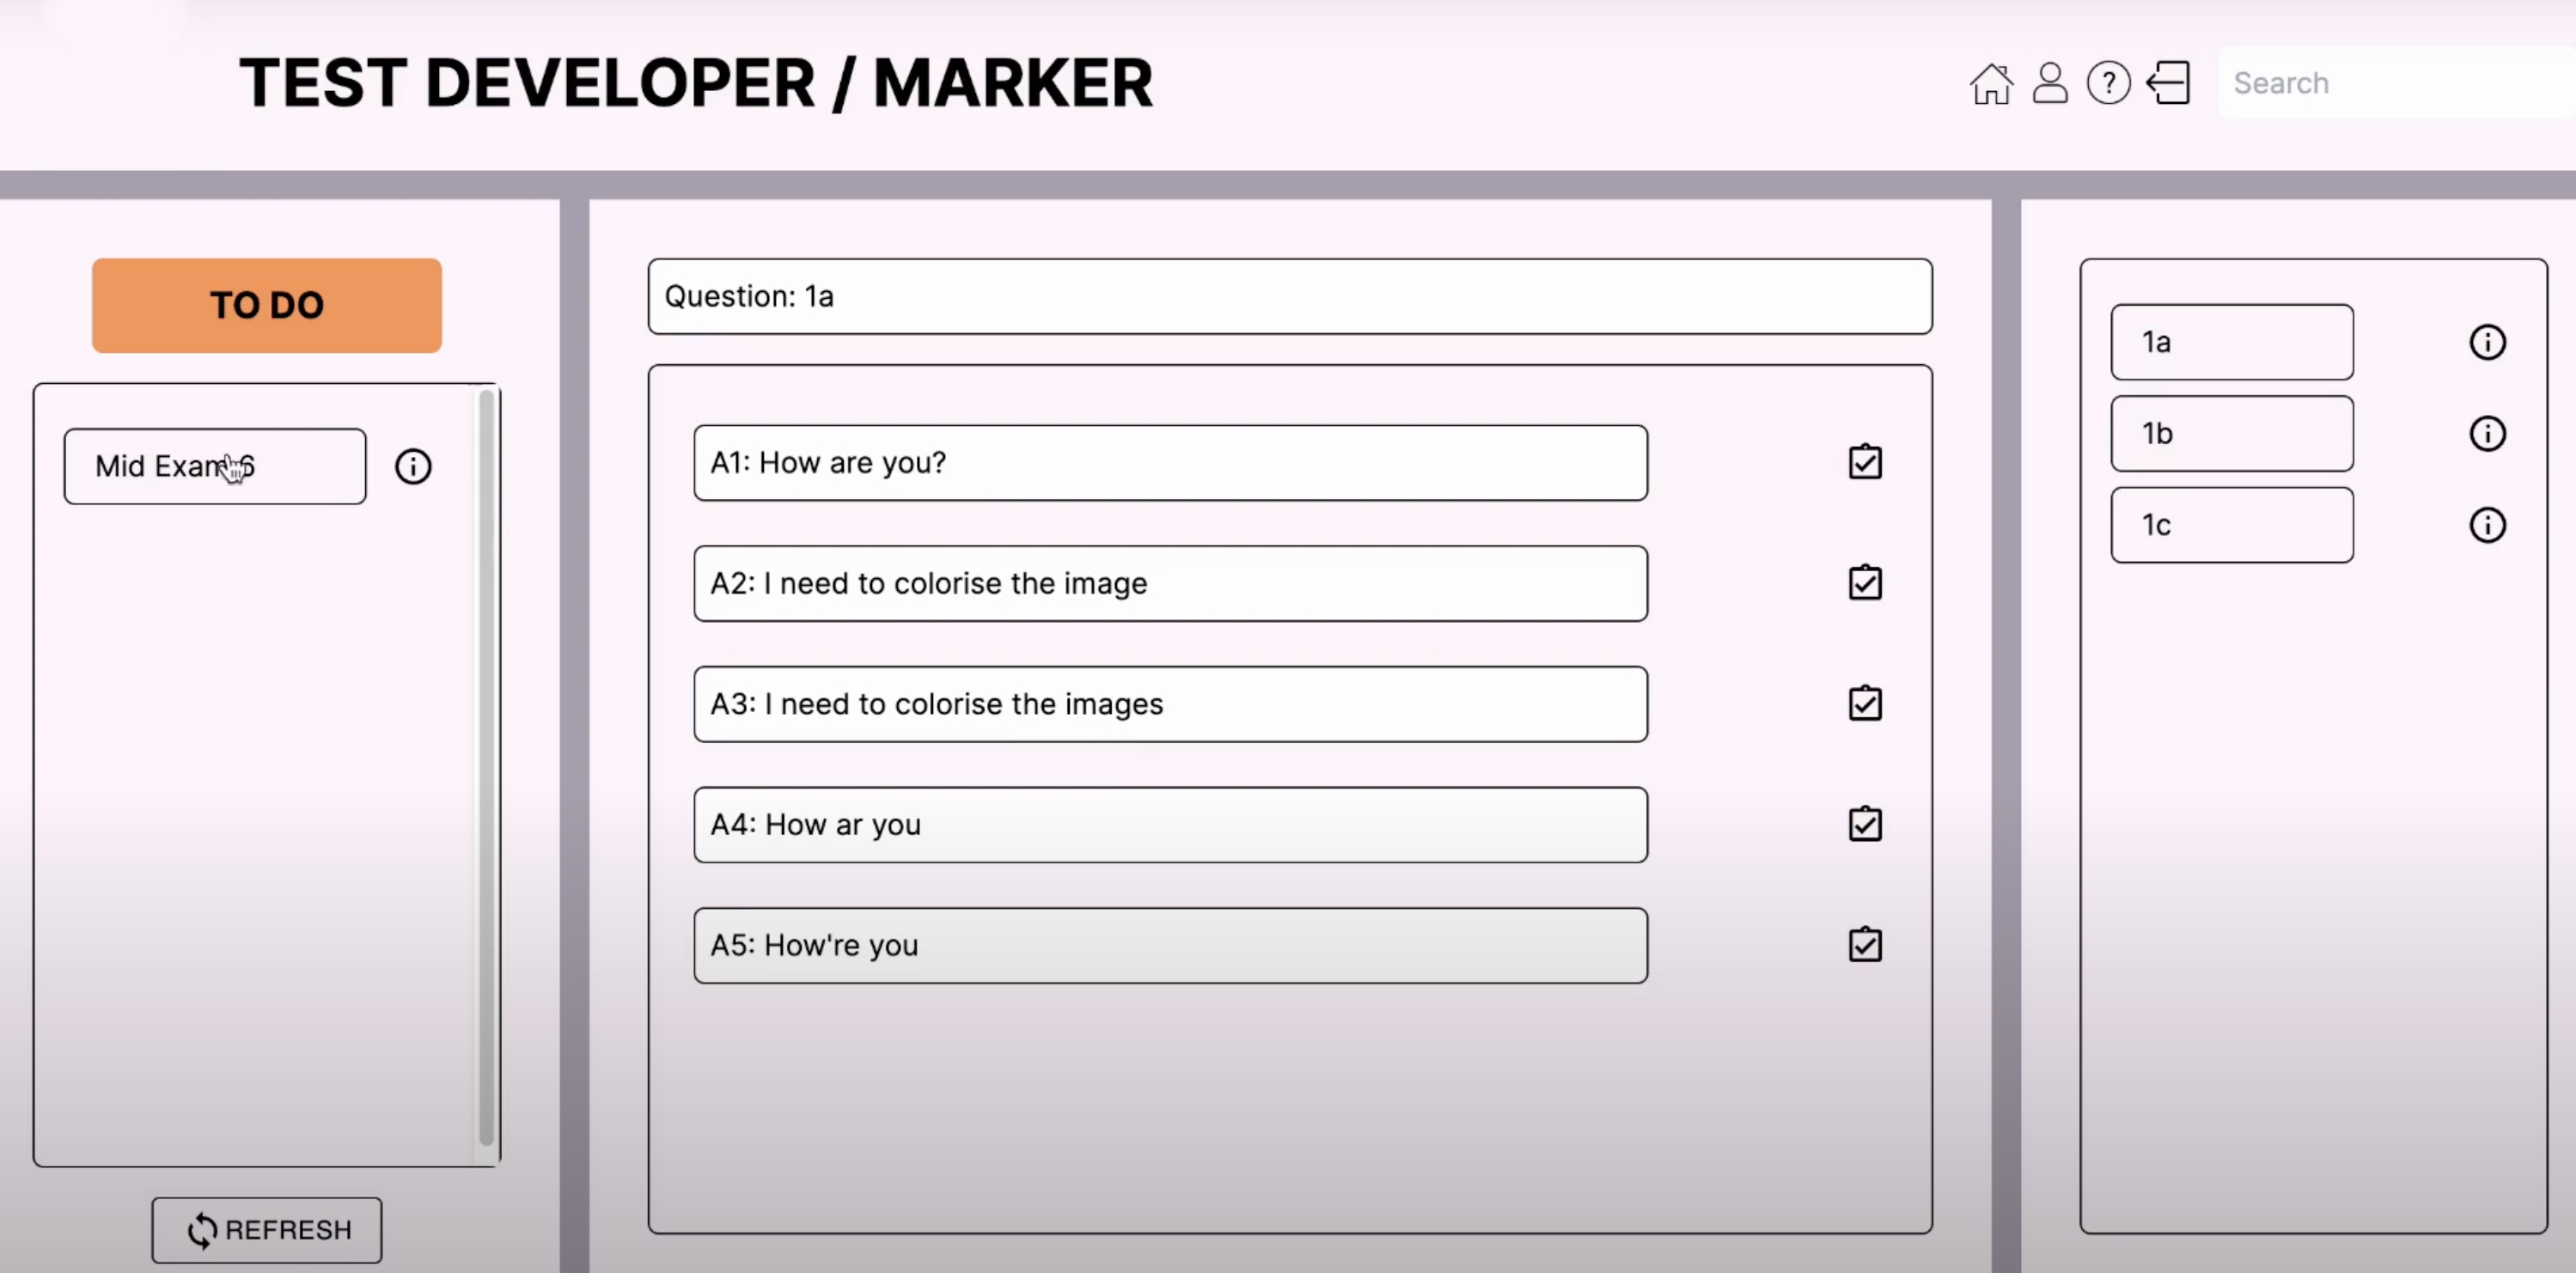 TEST DEVELOPER / MARKER
Search
TO DO
Mid Exam 6
REFRESH
Question: 1a
A1: How are you?
A2: I need to colorise the image
A3: I need to colorise the images
A4: How ar you
A5: How're you
1a
1b
1c